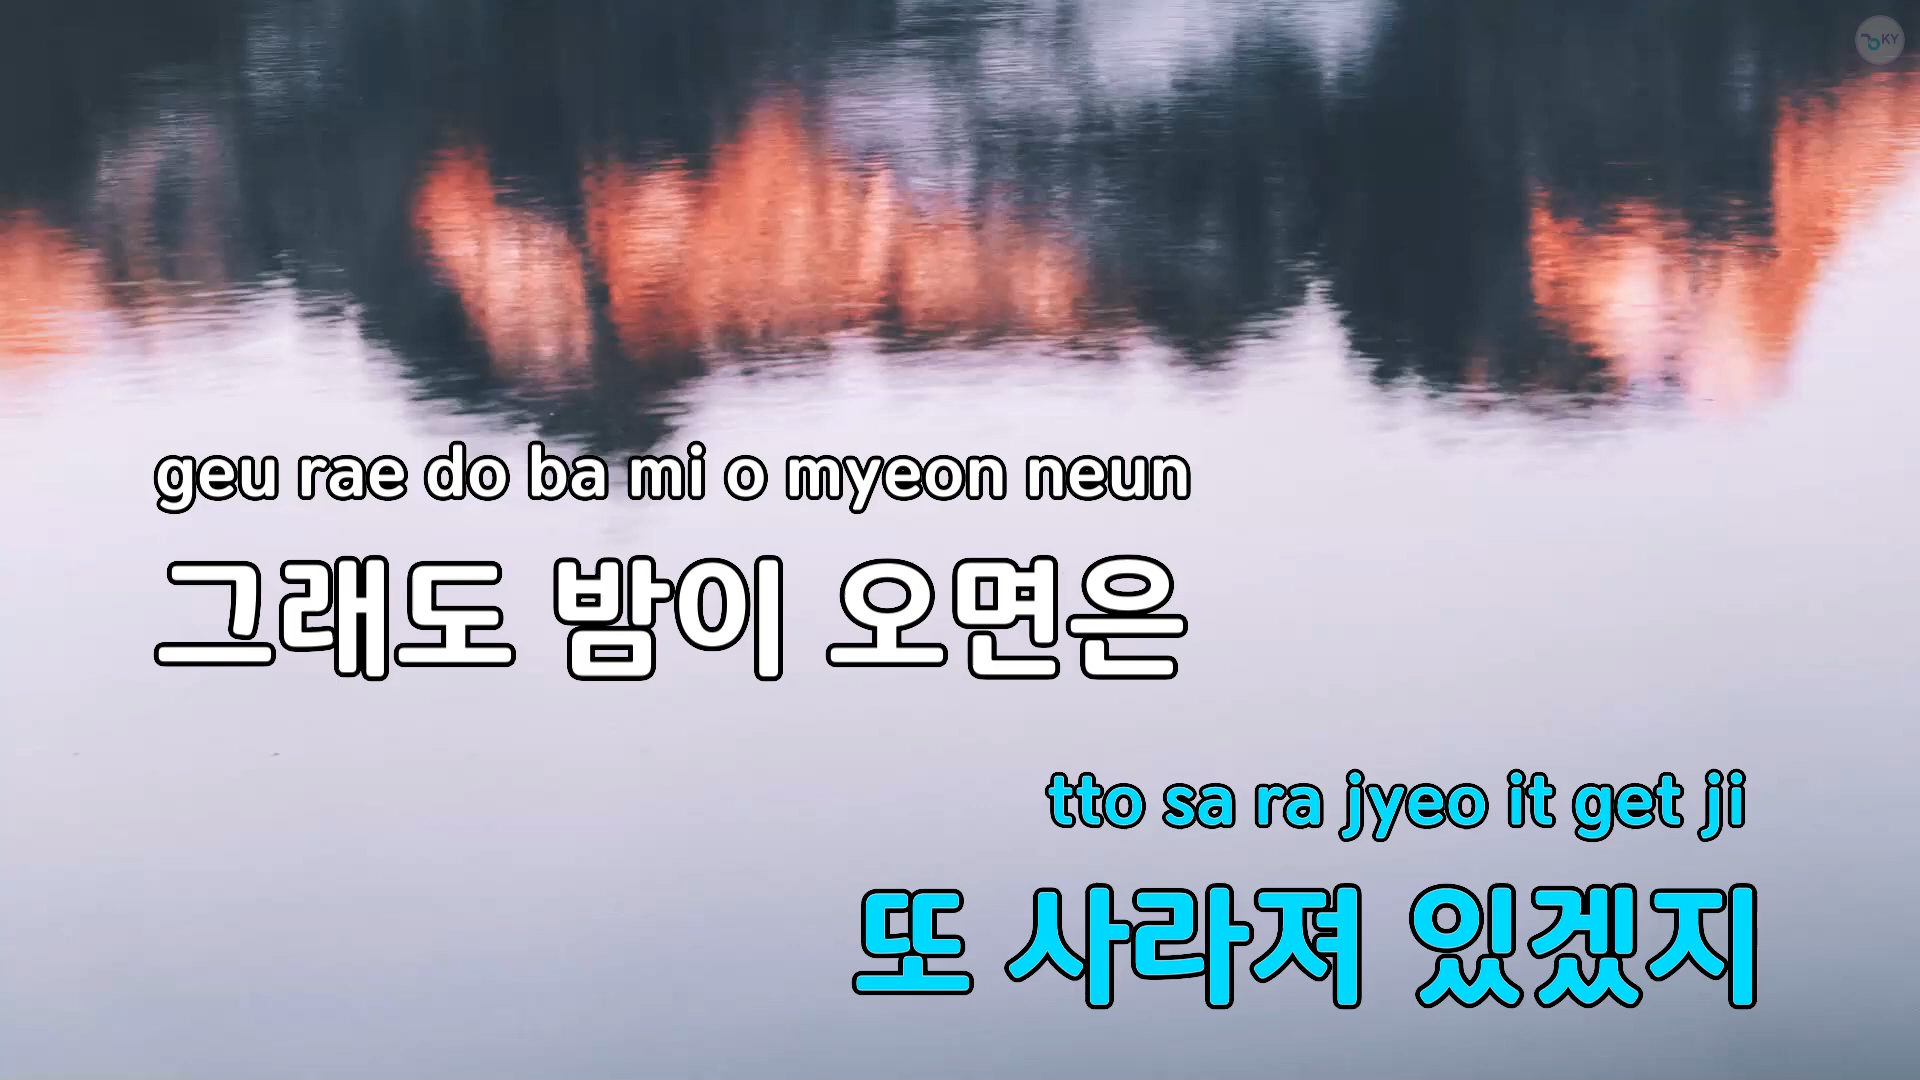 KY
geu rae do ba mi o myeon neun
그래도 밤이 오면은
tto sa ra jyeo it get ji
또 사라져 있겠지